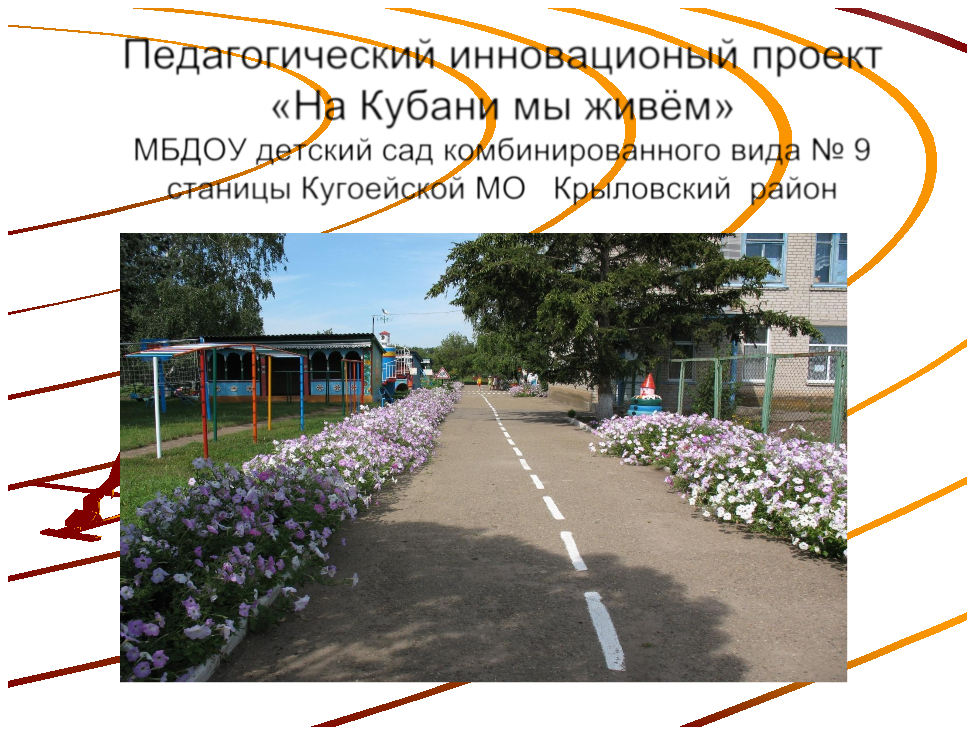 Педагогический инновационый проект
«На Кубани мы живём»
МБДОУ детский сад комбинированного вида № 9
станицы Кугоейской МО Крыловский район